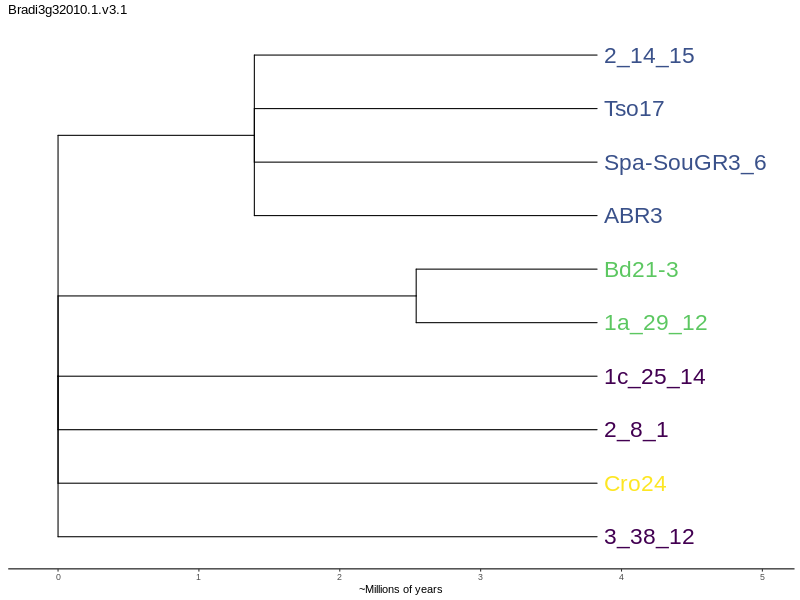 Bradi3g32010.1.v3.1
2_14_15
Tso17
Spa-SouGR3_6
ABR3
Bd21-3
1a_29_12
1c_25_14
2_8_1
Cro24
3_38_12
0 1 2 3 4 5
~Millions of years